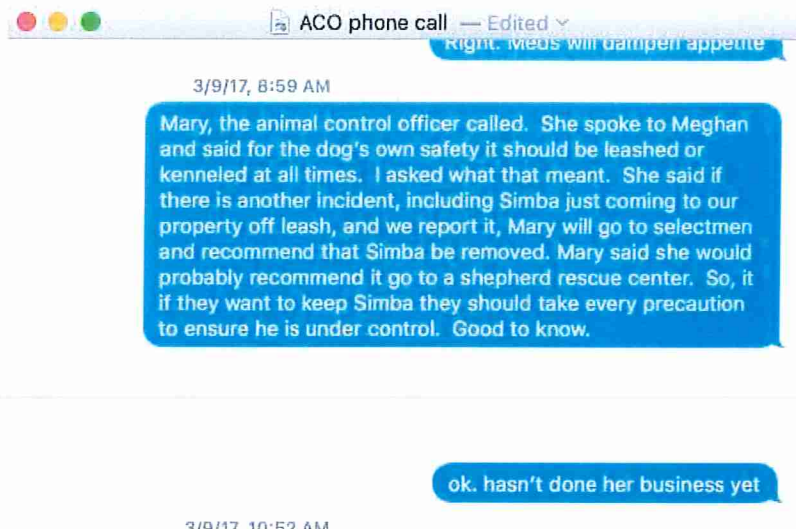 ACO phone call — Edited
Right. Meds will dampen appetite
3/9/17, 8:59 AM
Mary, the animal control officer called. She spoke to Meghan
and said for the dog's own safety it should be leashed or
kenneled at all times. I asked what that meant. She said if
there is another incident, including Simba just coming to our
property off leash, and we report it, Mary will go to selectmen
and recommend that Simba be removed. Mary said she would
probably recommend it go to a shepherd rescue center. So, it
if they want to keep Simba they should take every precaution
to ensure he is under control. Good to know.
ok. hasn't done her business yet
3/9/17, 10:52 AM